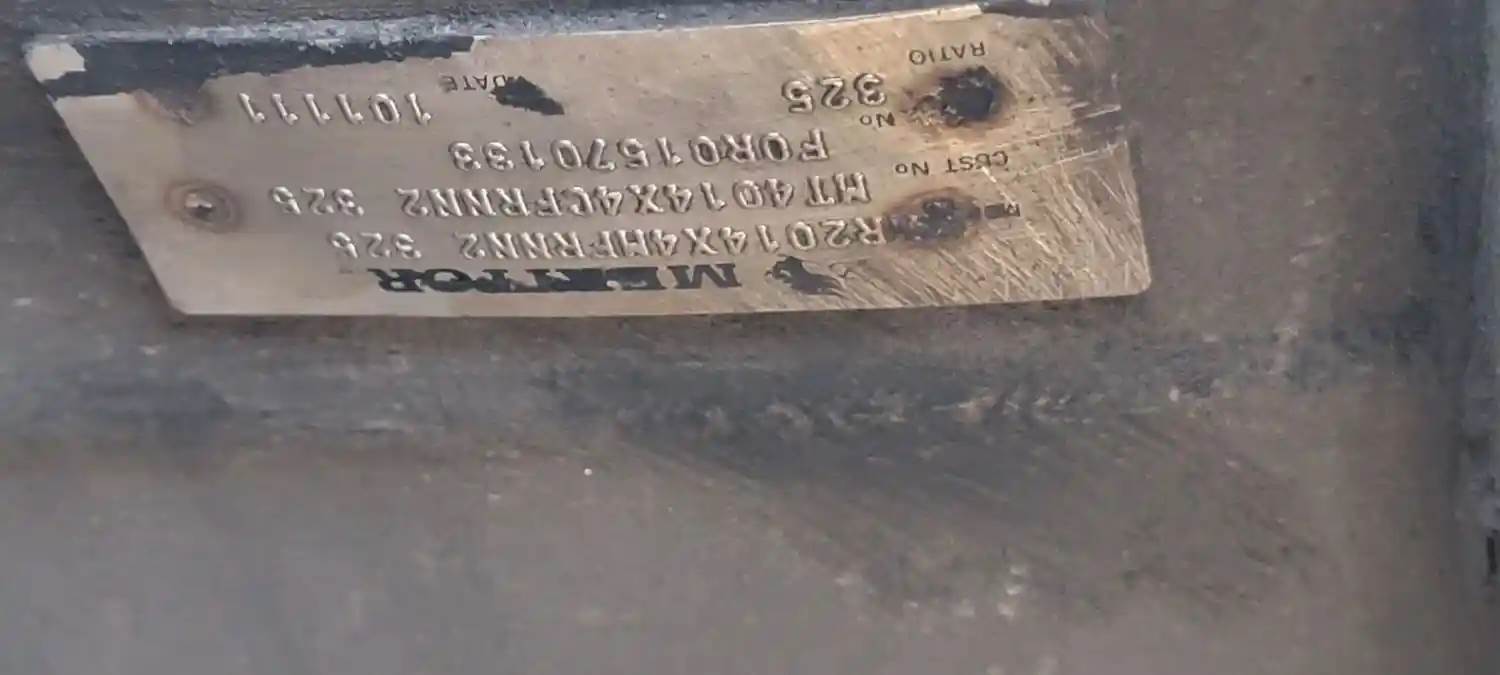 MERITOR
R2014X4HFRNN2 325
MT4014X4CFRNN2 325
CUST No
FOR01570133
No
325 101111
RATIO DATE